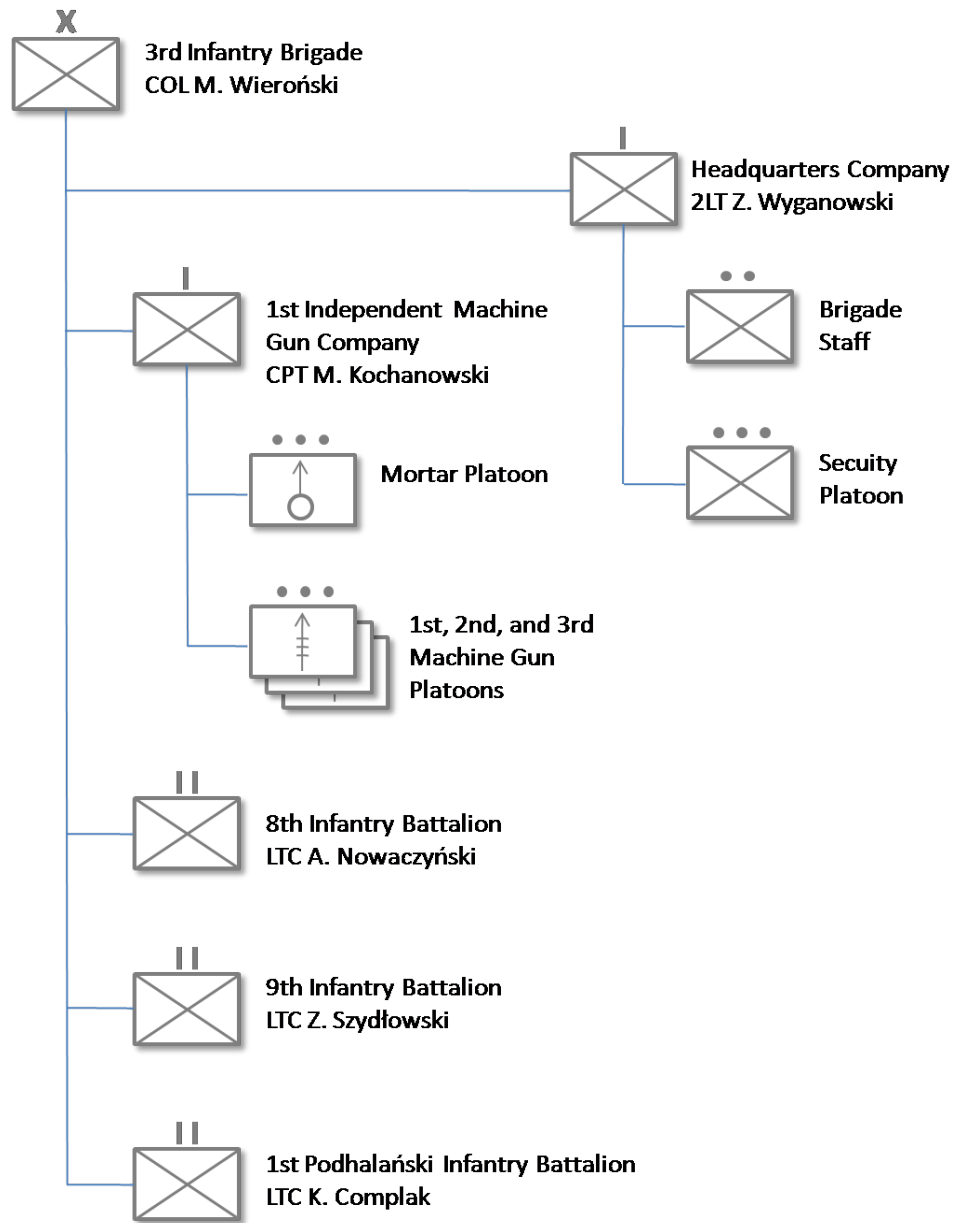 X
3rd Infantry Brigade
COL M. Wieroński
Headquarters Company
2LT Z. Wyganowski
Brigade
Staff
Secuity
Platoon
1st Independent Machine
Gun Company
CPT M. Kochanowski
Mortar Platoon
1st, 2nd, and 3rd
Machine Gun
Platoons
8th Infantry Battalion
LTC A. Nowaczyński
9th Infantry Battalion
LTC Z. Szydłowski
1st Podhalański Infantry Battalion
LTC K. Complak